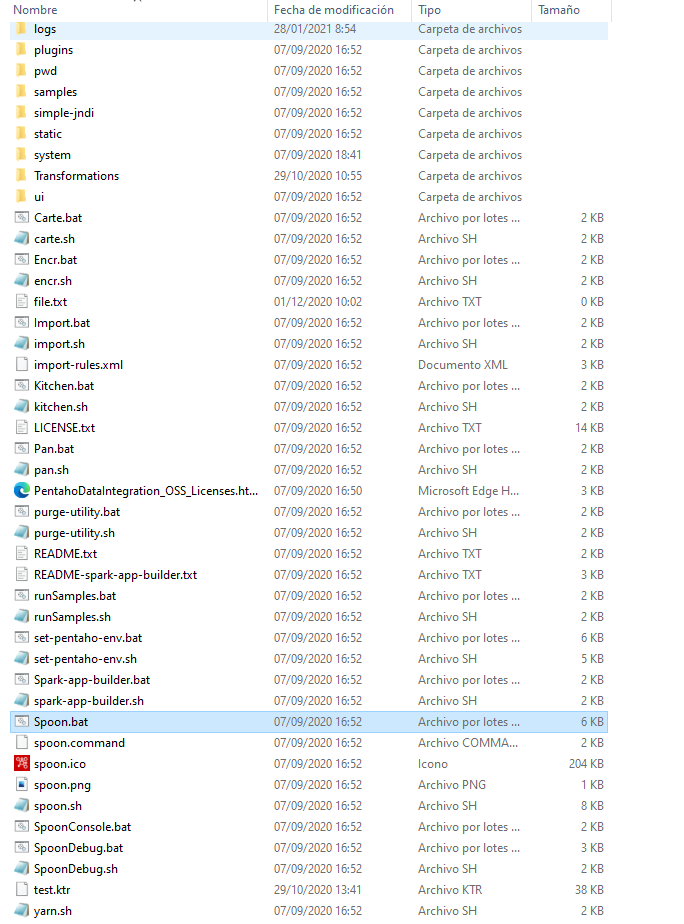 Nombre Fecha de modificación Tipo Tamaño
logs 28/01/2021 8:54 Carpeta de archivos
plugins 07/09/2020 16:52 Carpeta de archivos
pwd 07/09/2020 16:52 Carpeta de archivos
samples 07/09/2020 16:52 Carpeta de archivos
simple-jndi 07/09/2020 16:52 Carpeta de archivos
static 07/09/2020 16:52 Carpeta de archivos
system 07/09/2020 18:41 Carpeta de archivos
Transformations 29/10/2020 10:55 Carpeta de archivos
ui 07/09/2020 16:52 Carpeta de archivos
Carte.bat 07/09/2020 16:52 Archivo por lotes ... 2 KB
carte.sh 07/09/2020 16:52 Archivo SH 2 KB
Encr.bat 07/09/2020 16:52 Archivo por lotes ... 2 KB
encr.sh 07/09/2020 16:52 Archivo SH 2 KB
file.txt 01/12/2020 10:02 Archivo TXT 0 KB
Import.bat 07/09/2020 16:52 Archivo por lotes ... 2 KB
import.sh 07/09/2020 16:52 Archivo SH 2 KB
import-rules.xml 07/09/2020 16:52 Documento XML 3 KB
Kitchen.bat 07/09/2020 16:52 Archivo por lotes ... 2 KB
kitchen.sh 07/09/2020 16:52 Archivo SH 2 KB
LICENSE.txt 07/09/2020 16:52 Archivo TXT 14 KB
Pan.bat 07/09/2020 16:52 Archivo por lotes ... 2 KB
pan.sh 07/09/2020 16:52 Archivo SH 2 KB
PentahoDataIntegration_OSS_Licenses.ht... 07/09/2020 16:50 Microsoft Edge H... 3 KB
purge-utility.bat 07/09/2020 16:52 Archivo por lotes ... 2 KB
purge-utility.sh 07/09/2020 16:52 Archivo SH 2 KB
README.txt 07/09/2020 16:52 Archivo TXT 2 KB
README-spark-app-builder.txt 07/09/2020 16:52 Archivo TXT 3 KB
runSamples.bat 07/09/2020 16:52 Archivo por lotes ... 2 KB
runSamples.sh 07/09/2020 16:52 Archivo SH 2 KB
set-pentaho-env.bat 07/09/2020 16:52 Archivo por lotes ... 6 KB
set-pentaho-env.sh 07/09/2020 16:52 Archivo SH 5 KB
Spark-app-builder.bat 07/09/2020 16:52 Archivo por lotes ... 2 KB
spark-app-builder.sh 07/09/2020 16:52 Archivo SH 2 KB
Spoon.bat 07/09/2020 16:52 Archivo por lotes ... 6 KB
spoon.command 07/09/2020 16:52 Archivo COMMA... 2 KB
spoon.ico 07/09/2020 16:52 Icono 204 KB
spoon.png 07/09/2020 16:52 Archivo PNG 1 KB
spoon.sh 07/09/2020 16:52 Archivo SH 8 KB
SpoonConsole.bat 07/09/2020 16:52 Archivo por lotes ... 2 KB
SpoonDebug.bat 07/09/2020 16:52 Archivo por lotes ... 3 KB
SpoonDebug.sh 07/09/2020 16:52 Archivo SH 2 KB
test.ktr 29/10/2020 13:41 Archivo KTR 38 KB
yarn.sh 07/09/2020 16:52 Archivo SH 2 KB